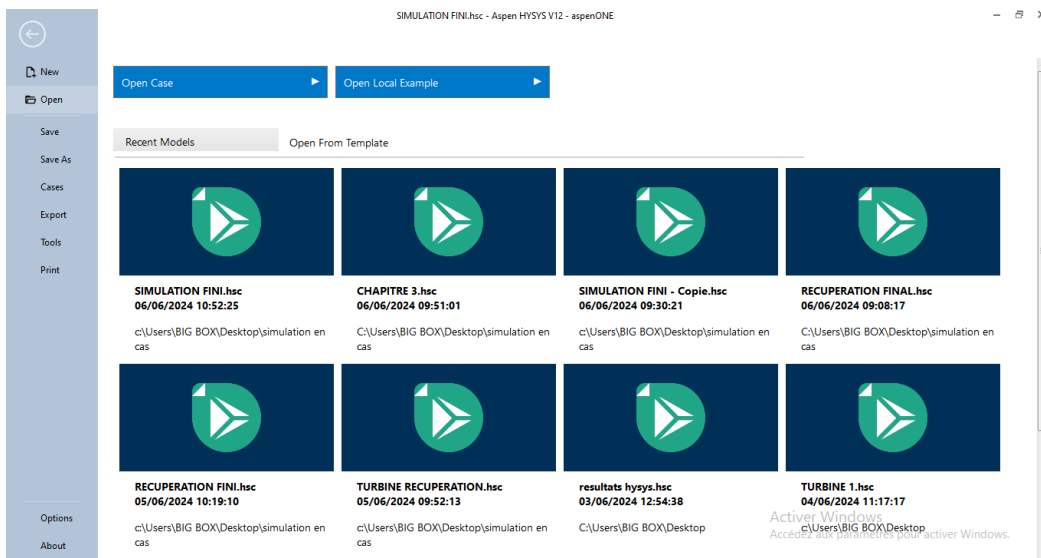 SIMULATION FINI.hsc - Aspen HYSYS V12 - aspenONE
New
Open
Save
Save As
Cases
Export
Tools
Print
Options
About
Open Case
Open Local Example
Recent Models
Open From Template
SIMULATION FINI.hsc
06/06/2024 10:52:25
c:\Users\BIG BOX\Desktop\simulation en
cas
CHAPITRE 3.hsc
06/06/2024 09:51:01
C:\Users\BIG BOX\Desktop\simulation en
cas
SIMULATION FINI - Copie.hsc
06/06/2024 09:30:21
c:\Users\BIG BOX\Desktop\simulation en
cas
RECUPERATION FINAL.hsc
06/06/2024 09:08:17
C:\Users\BIG BOX\Desktop\simulation en
cas
RECUPERATION FINI.hsc
05/06/2024 10:19:10
c:\Users\BIG BOX\Desktop\simulation en
cas
TURBINE RECUPERATION.hsc
05/06/2024 09:52:13
c:\Users\BIG BOX\Desktop\simulation en
cas
resultats hysys.hsc
03/06/2024 12:54:38
C:\Users\BIG BOX\Desktop
TURBINE 1.hsc
04/06/2024 11:17:17
c:\Users\BIG BOX\Desktop
Activer Windows
Accédez aux paramètres pour activer Windows.